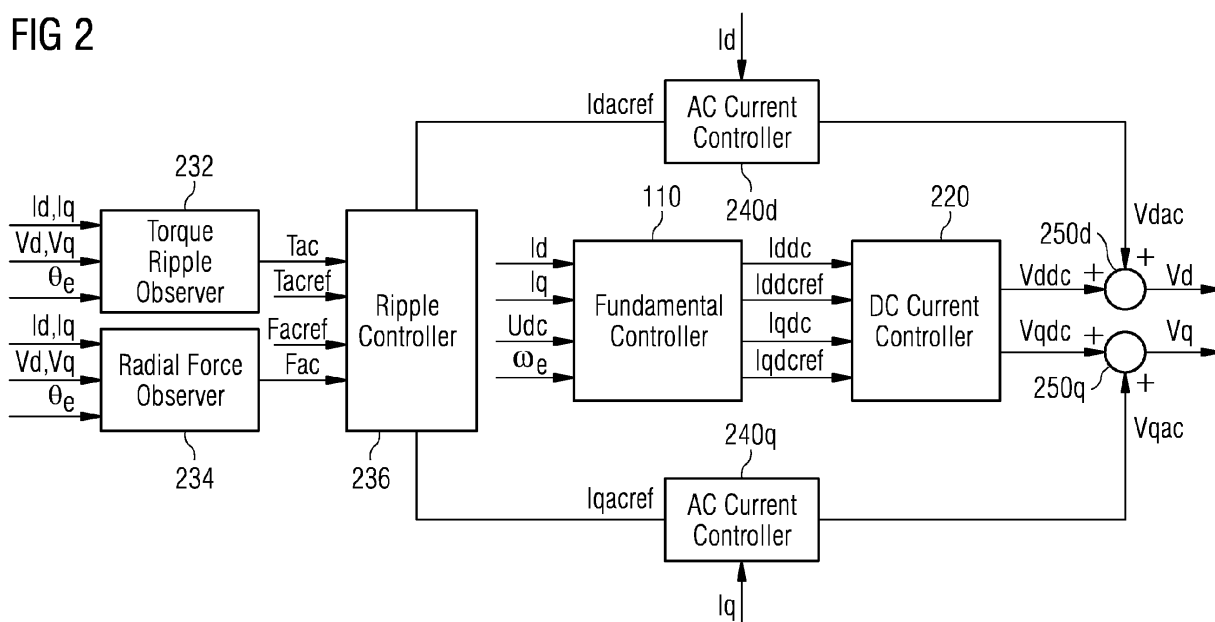 FIG 2
Id
Idacref
AC Current
Controller
240d
Vdac
232
Id,Iq
Vd,Vq
θe
Torque
Ripple
Observer
Tac
Tacref
Facref
Fac
Id,Iq
Vd,Vq
θe
Radial Force
Observer
234
Ripple
Controller
236
110
Id
Iq
Udc
ωe
Fundamental
Controller
Iddc
Iddcref
Iqdc
Iqdcref
220
DC Current
Controller
Vddc
+
250d
+
Vd
Vqdc
+
Vq
250q
+
Vqac
240q
Iqacref
AC Current
Controller
Iq